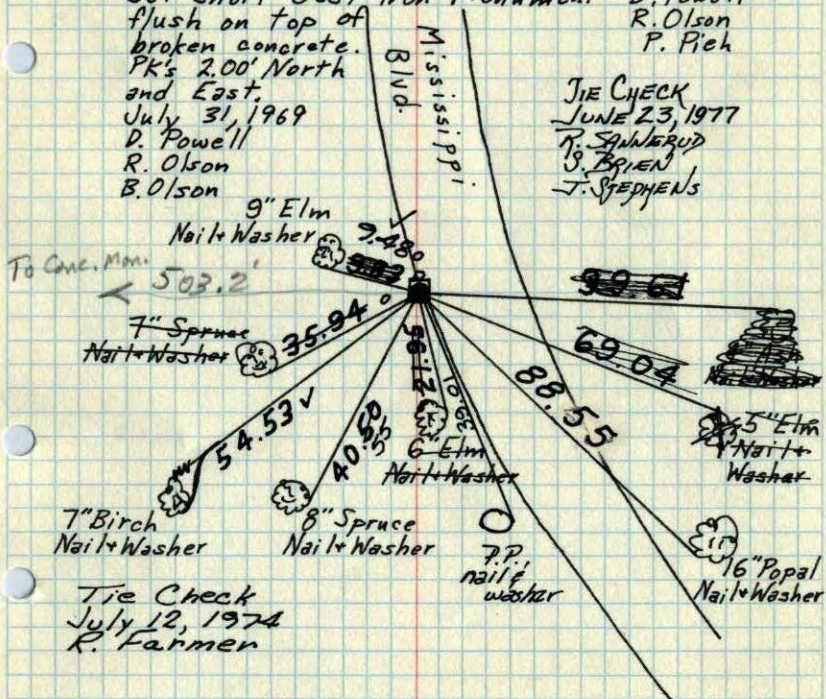 flush on top of
broken concrete.
PK's 2.00' North
and East.
July 31, 1969
D. Powell
R. Olson
B. Olson
R. Olson
P. Pieh
Mississippi
Blvd.
TIE CHECK
JUNE 23, 1977
R. SANNERUD
S. BRIEN
J. STEPHENS
9" Elm
Nail & Washer
9.48
To Conc. Mon.
503.2'
99.61
7" Spruce
Nail & Washer
35.94
69.04
88.55
54.53 ✓
40.50
39.01
6" Elm
Nail & Washer
5" Elm
Nail &
Washer
7" Birch
Nail & Washer
8" Spruce
Nail & Washer
P.P.
nail &
washer
16" Popal
Nail & Washer
Tie Check
July 12, 1974
R. Farmer